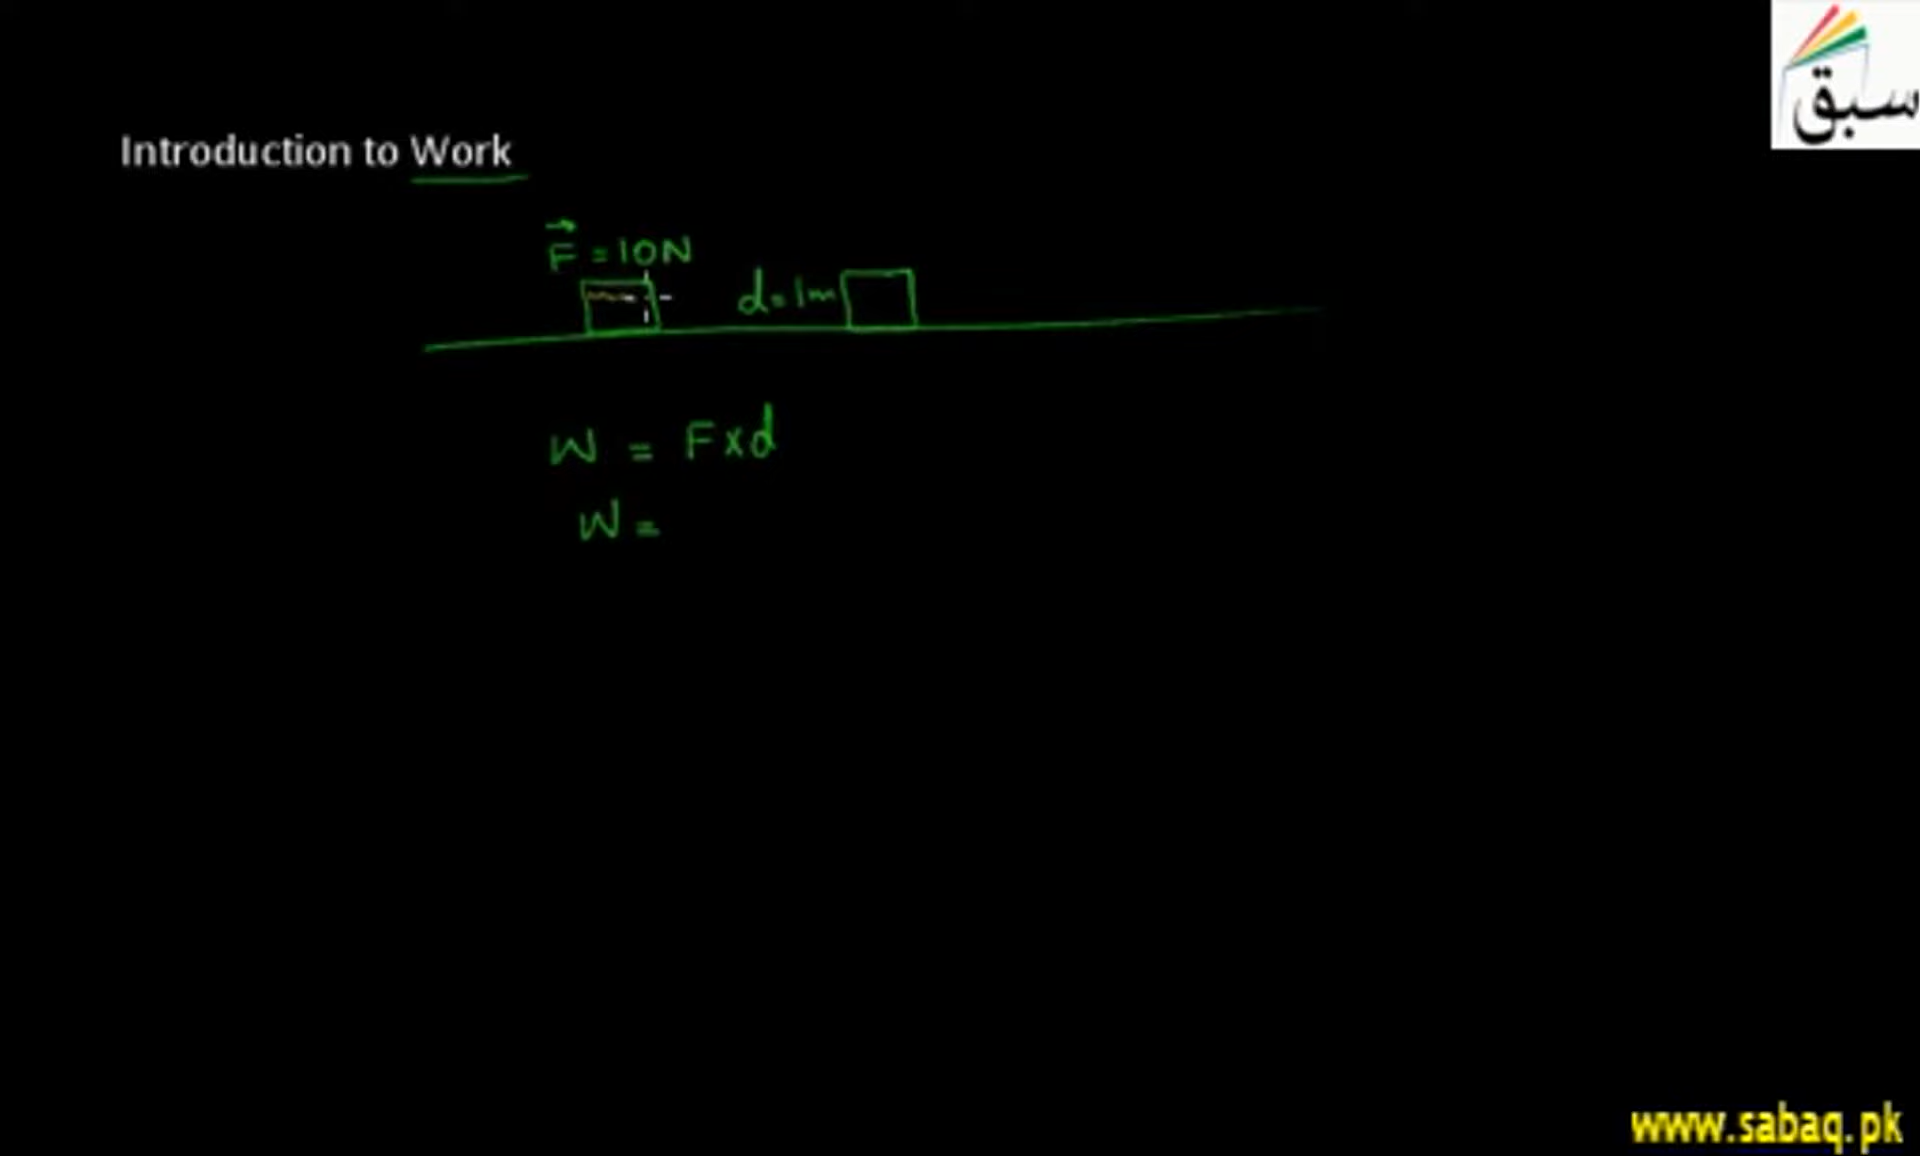 سبق
Introduction to Work
F = 10N
d = 1m
W = F x d
W =
www.sabaq.pk